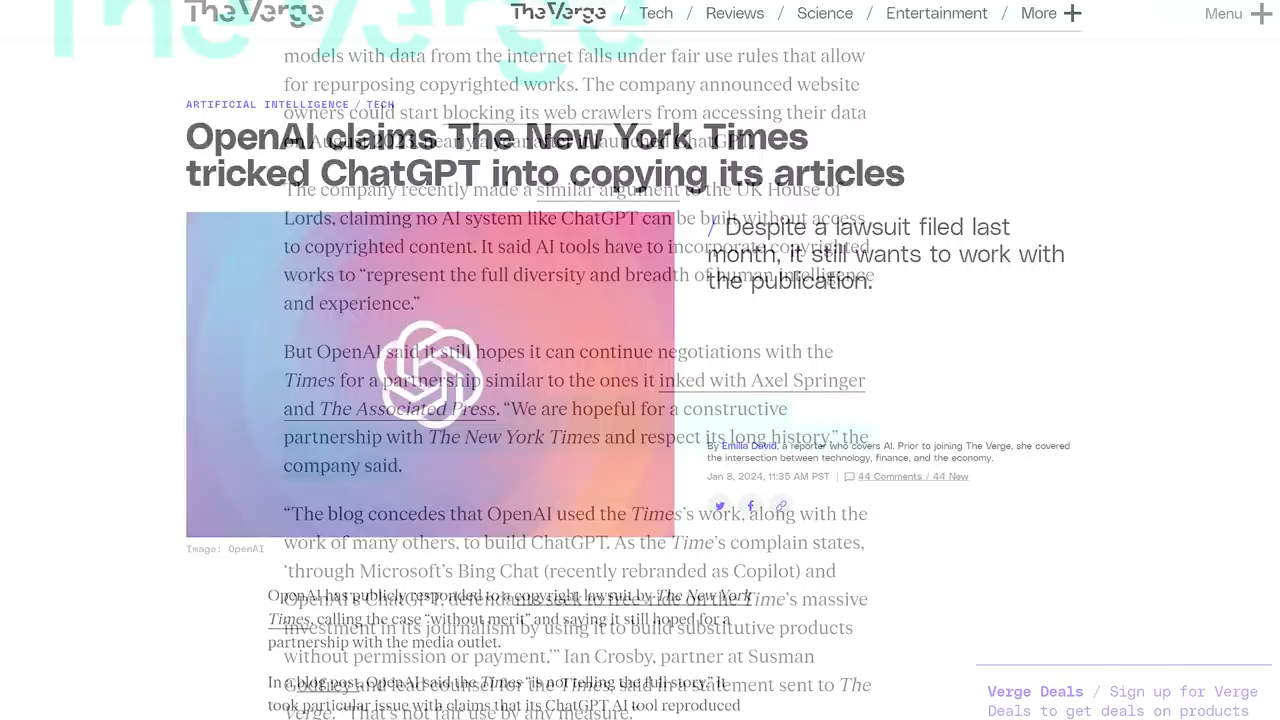 The Verge
The Verge / Tech / Reviews / Science / Entertainment / More + Menu +
The Verge
models with data from the internet falls under fair use rules that allow
for repurposing copyrighted works. The company announced website
ARTIFICIAL INTELLIGENCE / TECH
owners could start blocking its web crawlers from accessing their data
OpenAI claims The New York Times
tricked ChatGPT into copying its articles
on August 2023, nearly a year after it launched ChatGPT.
The company recently made a similar argument to the UK House of
Lords, claiming no AI system like ChatGPT can be built without access
to copyrighted content. It said AI tools have to incorporate copyrighted
works to “represent the full diversity and breadth of human intelligence
and experience.”
/ Despite a lawsuit filed last
month, it still wants to work with
the publication.
But OpenAI said it still hopes it can continue negotiations with the
Times for a partnership similar to the ones it inked with Axel Springer
and The Associated Press. “We are hopeful for a constructive
partnership with The New York Times and respect its long history,” the
company said.
By Emilia David, a reporter who covers AI. Prior to joining The Verge, she covered
the intersection between technology, finance, and the economy.
Jan 8, 2024, 11:35 AM PST | 44 Comments / 44 New
“The blog concedes that OpenAI used the Times’s work, along with the
work of many others, to build ChatGPT. As the Time’s complain states,
‘through Microsoft’s Bing Chat (recently rebranded as Copilot) and
OpenAI’s ChatGPT, defendants seek to free-ride on the Time’s massive
investment in its journalism by using it to build substitutive products
without permission or payment,’” Ian Crosby, partner at Susman
Godfrey and lead counsel for the Times, said in a statement sent to The
Verge. “That’s not fair use by any measure.”
Image: OpenAI
OpenAI has publicly responded to a copyright lawsuit by The New York
Times, calling the case “without merit” and saying it still hoped for a
partnership with the media outlet.
In a blog post, OpenAI said the Times “is not telling the full story.” It
took particular issue with claims that its ChatGPT AI tool reproduced
Verge Deals / Sign up for Verge
Deals to get deals on products